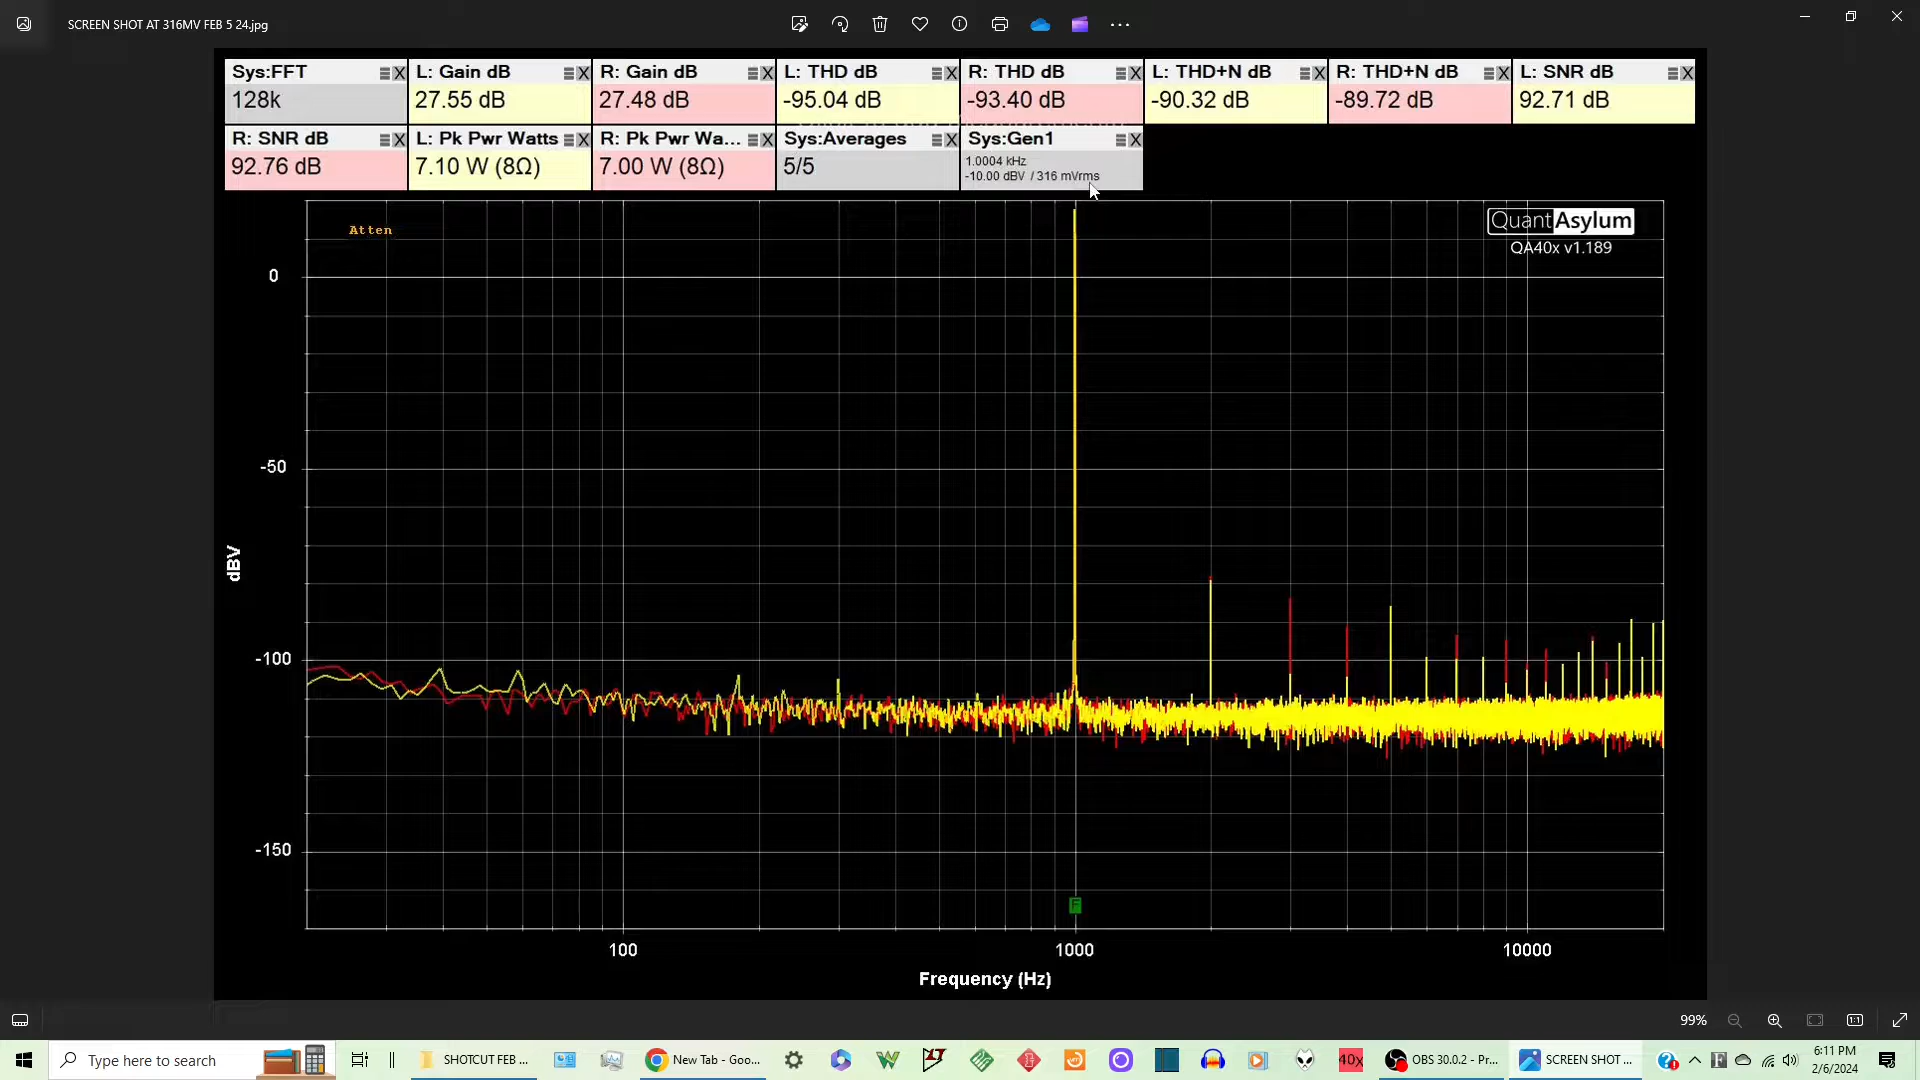 SCREEN SHOT AT 316MV FEB 5 24.jpg
Sys:FFT
128k
L: Gain dB
27.55 dB
R: Gain dB
27.48 dB
L: THD dB
-95.04 dB
R: THD dB
-93.40 dB
L: THD+N dB
-90.32 dB
R: THD+N dB
-89.72 dB
L: SNR dB
92.71 dB
R: SNR dB
92.76 dB
L: Pk Pwr Watts
7.10 W (8Ω)
R: Pk Pwr Wa...
7.00 W (8Ω)
Sys:Averages
5/5
Sys:Gen1
1.0004 kHz
-10.00 dBV / 316 mVrms
Atten
QuantAsylum
QA40x v1.189
0
-50
-100
-150
dBV
F
100
1000
10000
Frequency (Hz)
99%
Type here to search
SHOTCUT FEB ...
New Tab - Goo...
40x
OBS 30.0.2 - Pr...
SCREEN SHOT ...
6:11 PM
2/6/2024